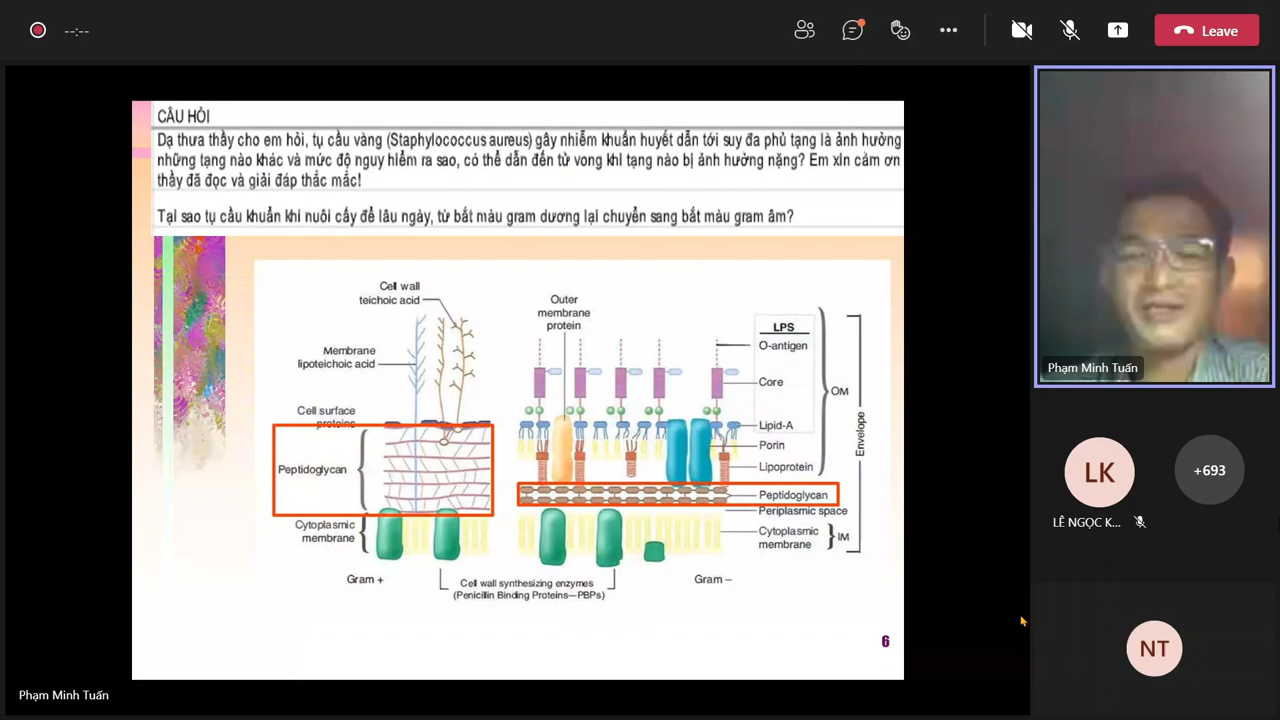 --:--
Leave
CÂU HỎI
Dạ thưa thầy cho em hỏi, tụ cầu vàng (Staphylococcus aureus) gây nhiễm khuẩn huyết dẫn tới suy đa phủ tạng là ảnh hưởng
những tạng nào khác và mức độ nguy hiểm ra sao, có thể dẫn đến tử vong khi tạng nào bị ảnh hưởng nặng? Em xin cảm ơn
thầy đã đọc và giải đáp thắc mắc!
Tại sao tụ cầu khuẩn khi nuôi cấy để lâu ngày, từ bắt màu gram dương lại chuyển sang bắt màu gram âm?
Cell wall
teichoic acid
Membrane
lipoteichoic acid
Cell surface
proteins
Peptidoglycan
Cytoplasmic
membrane
Gram +
Outer
membrane
protein
LPS
O-antigen
Core
Lipid-A
Porin
Lipoprotein
Peptidoglycan
Periplasmic space
Cytoplasmic
membrane
OM
IM
Envelope
Cell wall synthesizing enzymes
(Penicillin Binding Proteins—PBPs)
Gram –
6
Phạm Minh Tuấn
Phạm Minh Tuấn
LK
LÊ NGỌC K...
+693
NT